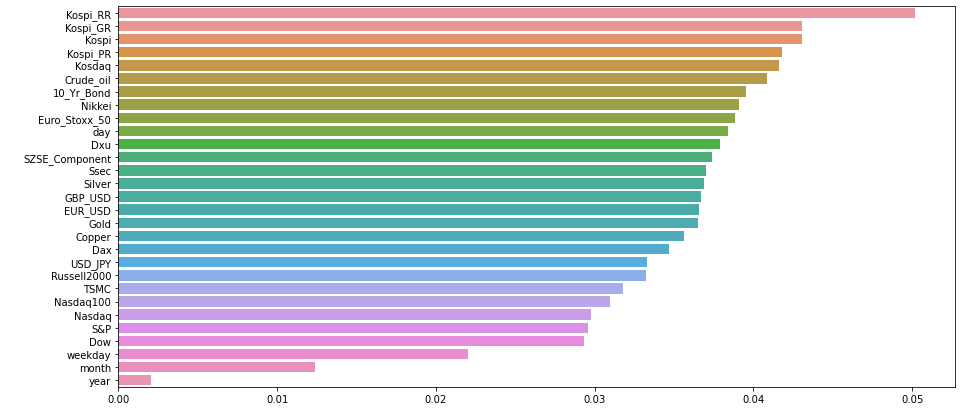 Kospi_RR
Kospi_GR
Kospi
Kospi_PR
Kosdaq
Crude_oil
10_Yr_Bond
Nikkei
Euro_Stoxx_50
day
Dxu
SZSE_Component
Ssec
Silver
GBP_USD
EUR_USD
Gold
Copper
Dax
USD_JPY
Russell2000
TSMC
Nasdaq100
Nasdaq
S&P
Dow
weekday
month
year
0.00 0.01 0.02 0.03 0.04 0.05